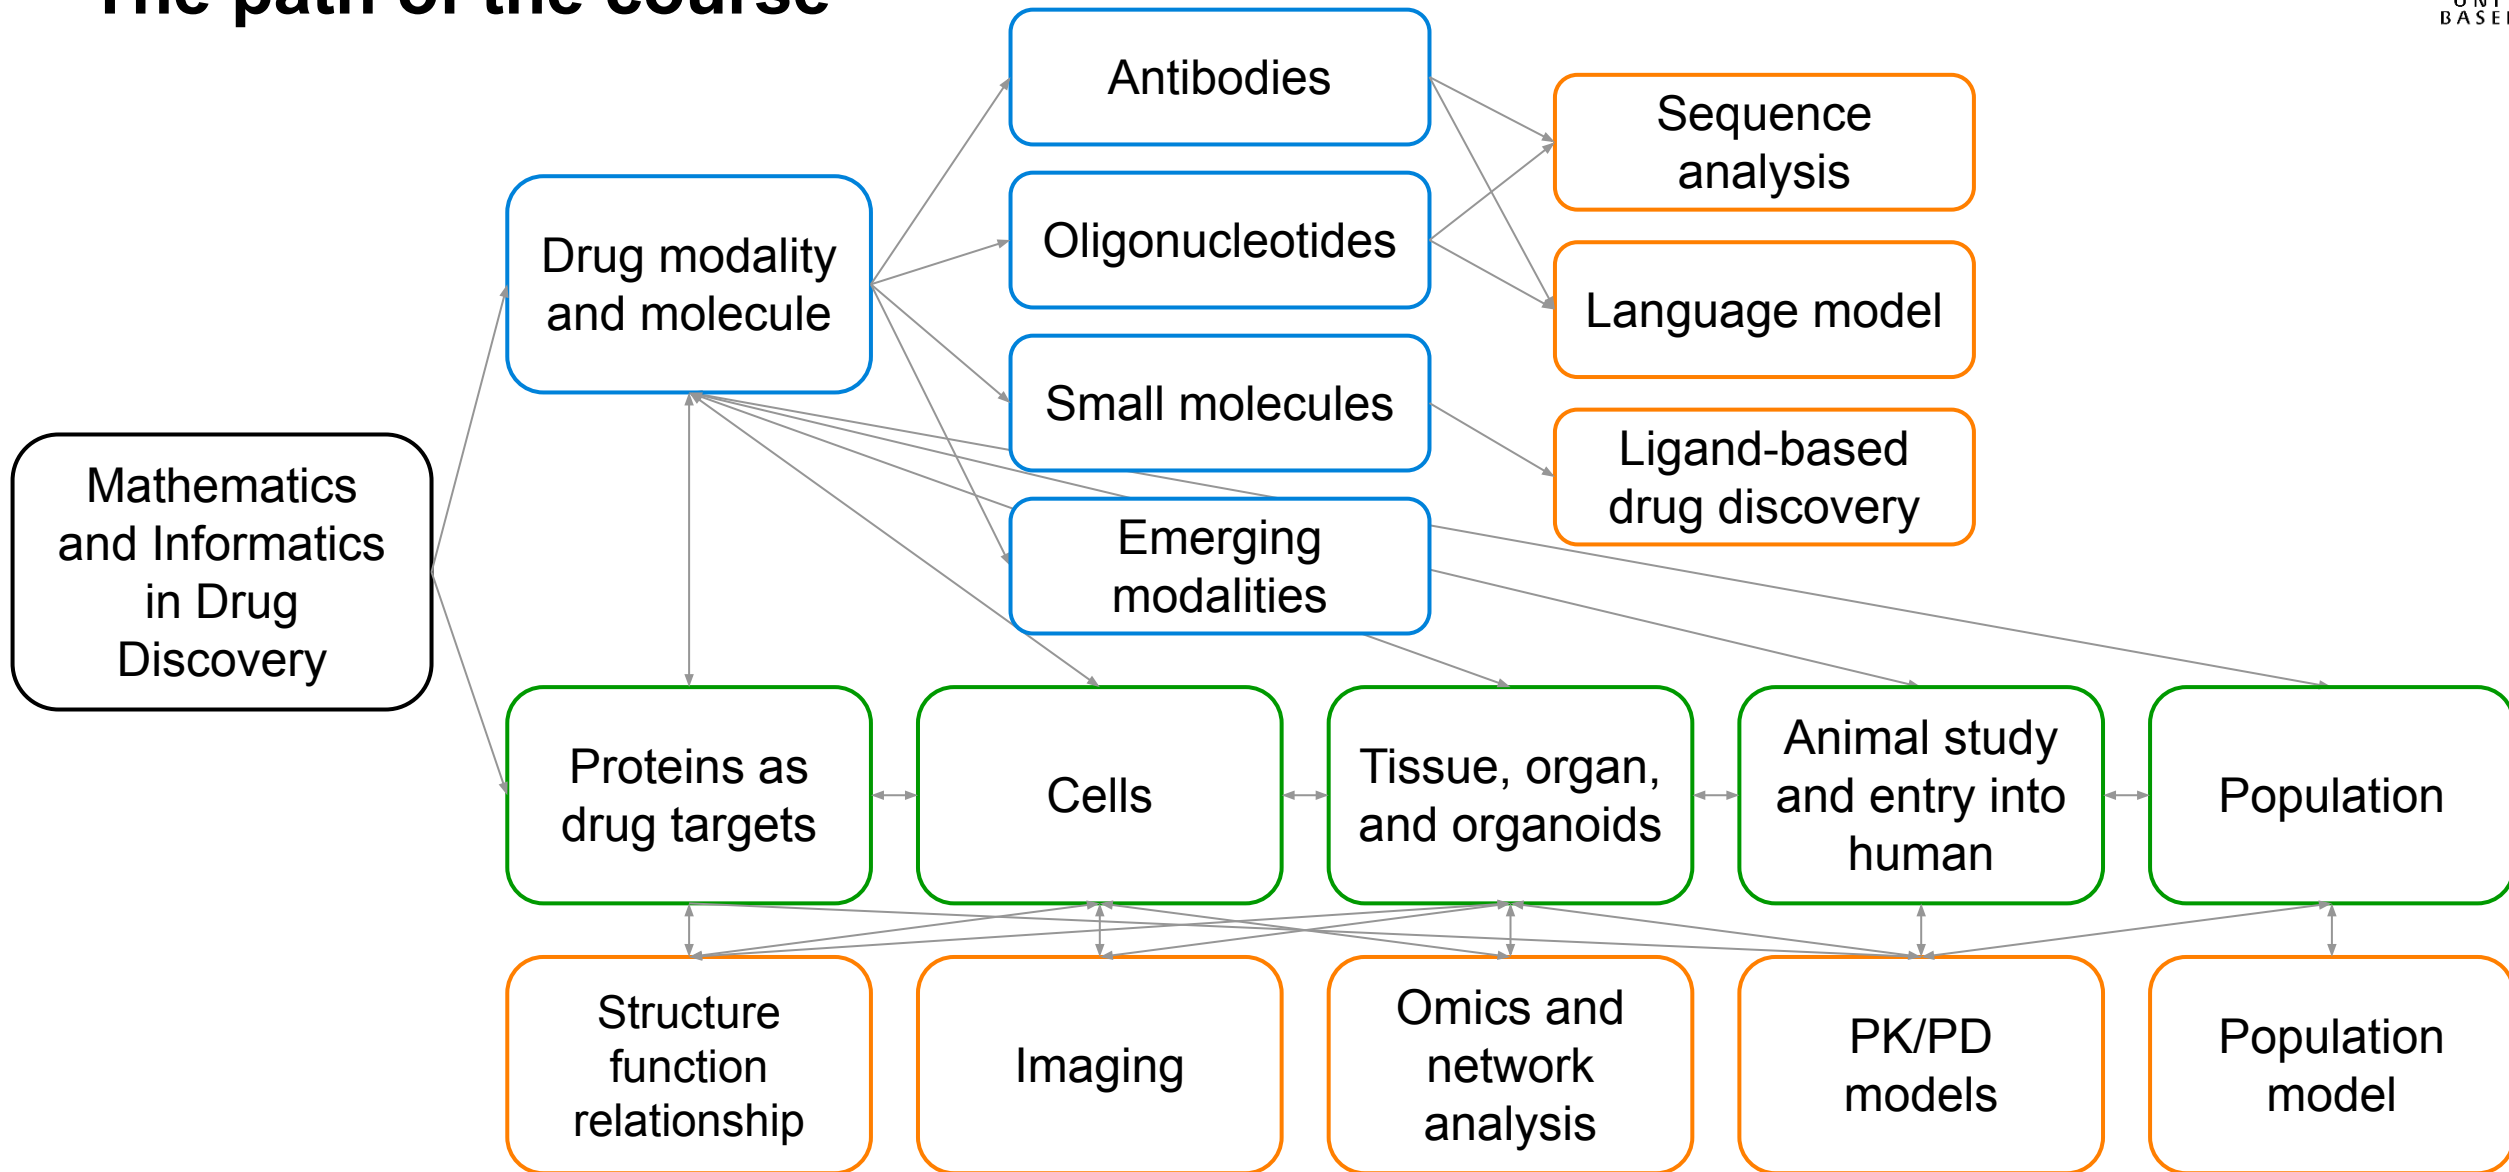 The path of the course
BASEL
Antibodies
Sequence
analysis
Drug modality
and molecule
Oligonucleotides
Language model
Small molecules
Ligand-based
drug discovery
Mathematics
and Informatics
in Drug
Discovery
Emerging
modalities
Proteins as
drug targets
Cells
Tissue, organ,
and organoids
Animal study
and entry into
human
Population
Structure
function
relationship
Imaging
Omics and
network
analysis
PK/PD
models
Population
model